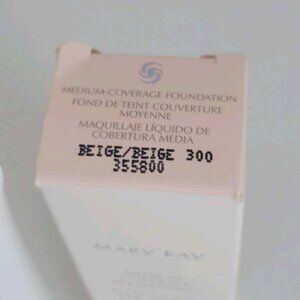 MEDIUM-COVERAGE FOUNDATION
FOND DE TEINT COUVERTURE
MOYENNE
MAQUILLAJE LÍQUIDO DE
COBERTURA MEDIA
BEIGE/BEIGE 300
355800
MARY KAY